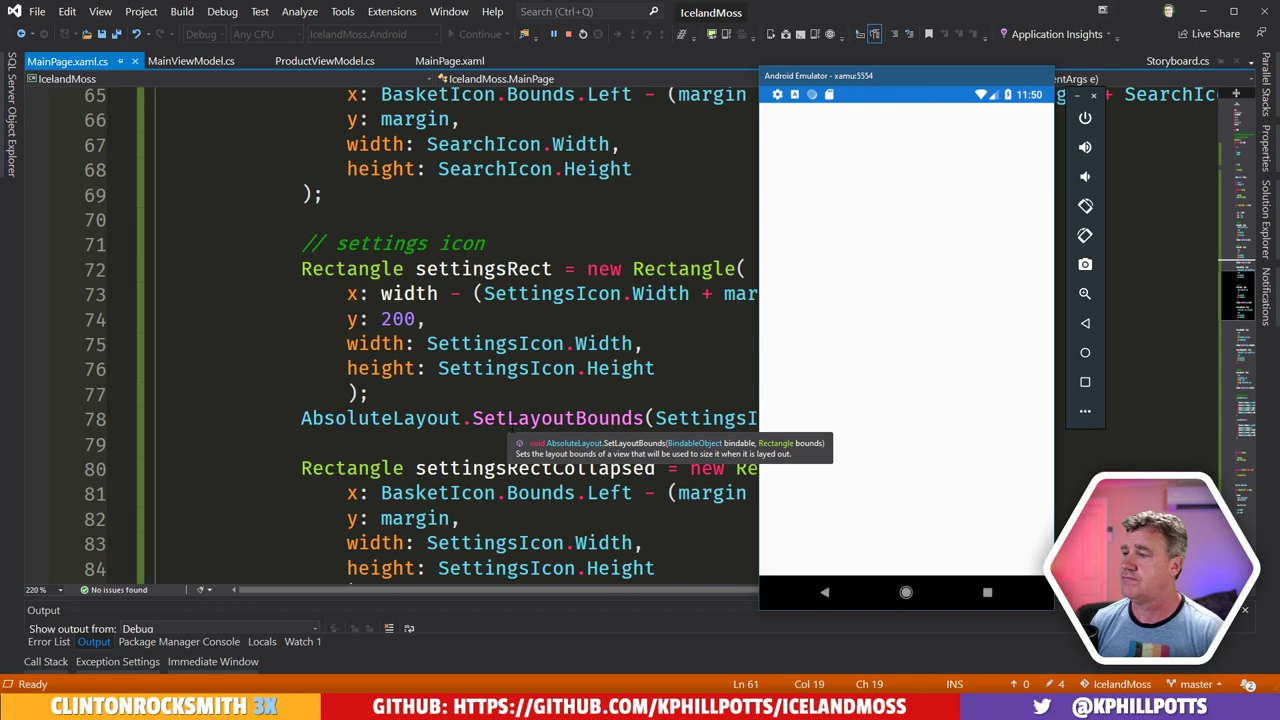 File Edit View Git Project Build Debug Test Analyze Tools Extensions Window Help Search (Ctrl+Q) IcelandMoss
Debug Any CPU IcelandMoss.Android Continue Application Insights Live Share
MainPage.xaml.cs MainViewModel.cs ProductViewModel.cs MainPage.xaml Storyboard.cs
IcelandMoss IcelandMoss.MainPage entArgs e)
SQL Server Object Explorer
65 x: BasketIcon.Bounds.Left - (margin + SearchIc
66 y: margin,
67 width: SearchIcon.Width,
68 height: SearchIcon.Height
69 );
70
71 // settings icon
72 Rectangle settingsRect = new Rectangle(
73 x: width - (SettingsIcon.Width + mar
74 y: 200,
75 width: SettingsIcon.Width,
76 height: SettingsIcon.Height
77 );
78 AbsoluteLayout.SetLayoutBounds(SettingsI
void AbsoluteLayout.SetLayoutBounds(BindableObject bindable, Rectangle bounds)
Sets the layout bounds of a view that will be used to size it when it is layed out.
79
80 Rectangle settingsRectCollapsed = new Re
81 x: BasketIcon.Bounds.Left - (margin
82 y: margin,
83 width: SettingsIcon.Width,
84 height: SettingsIcon.Height
Android Emulator - xamu:5554
A 11:50
Parallel Stacks
Properties
Solution Explorer
Notifications
220 % No issues found
Output
Show output from: Debug
Error List Output Package Manager Console Locals Watch 1
Call Stack Exception Settings Immediate Window
Ready Ln 61 Col 19 Ch 19 INS 0 4 IcelandMoss master 2
CLINTONROCKSMITH 3X GITHUB: HTTPS://GITHUB.COM/KPHILLPOTTS/ICELANDMOSS @KPHILLPOTTS